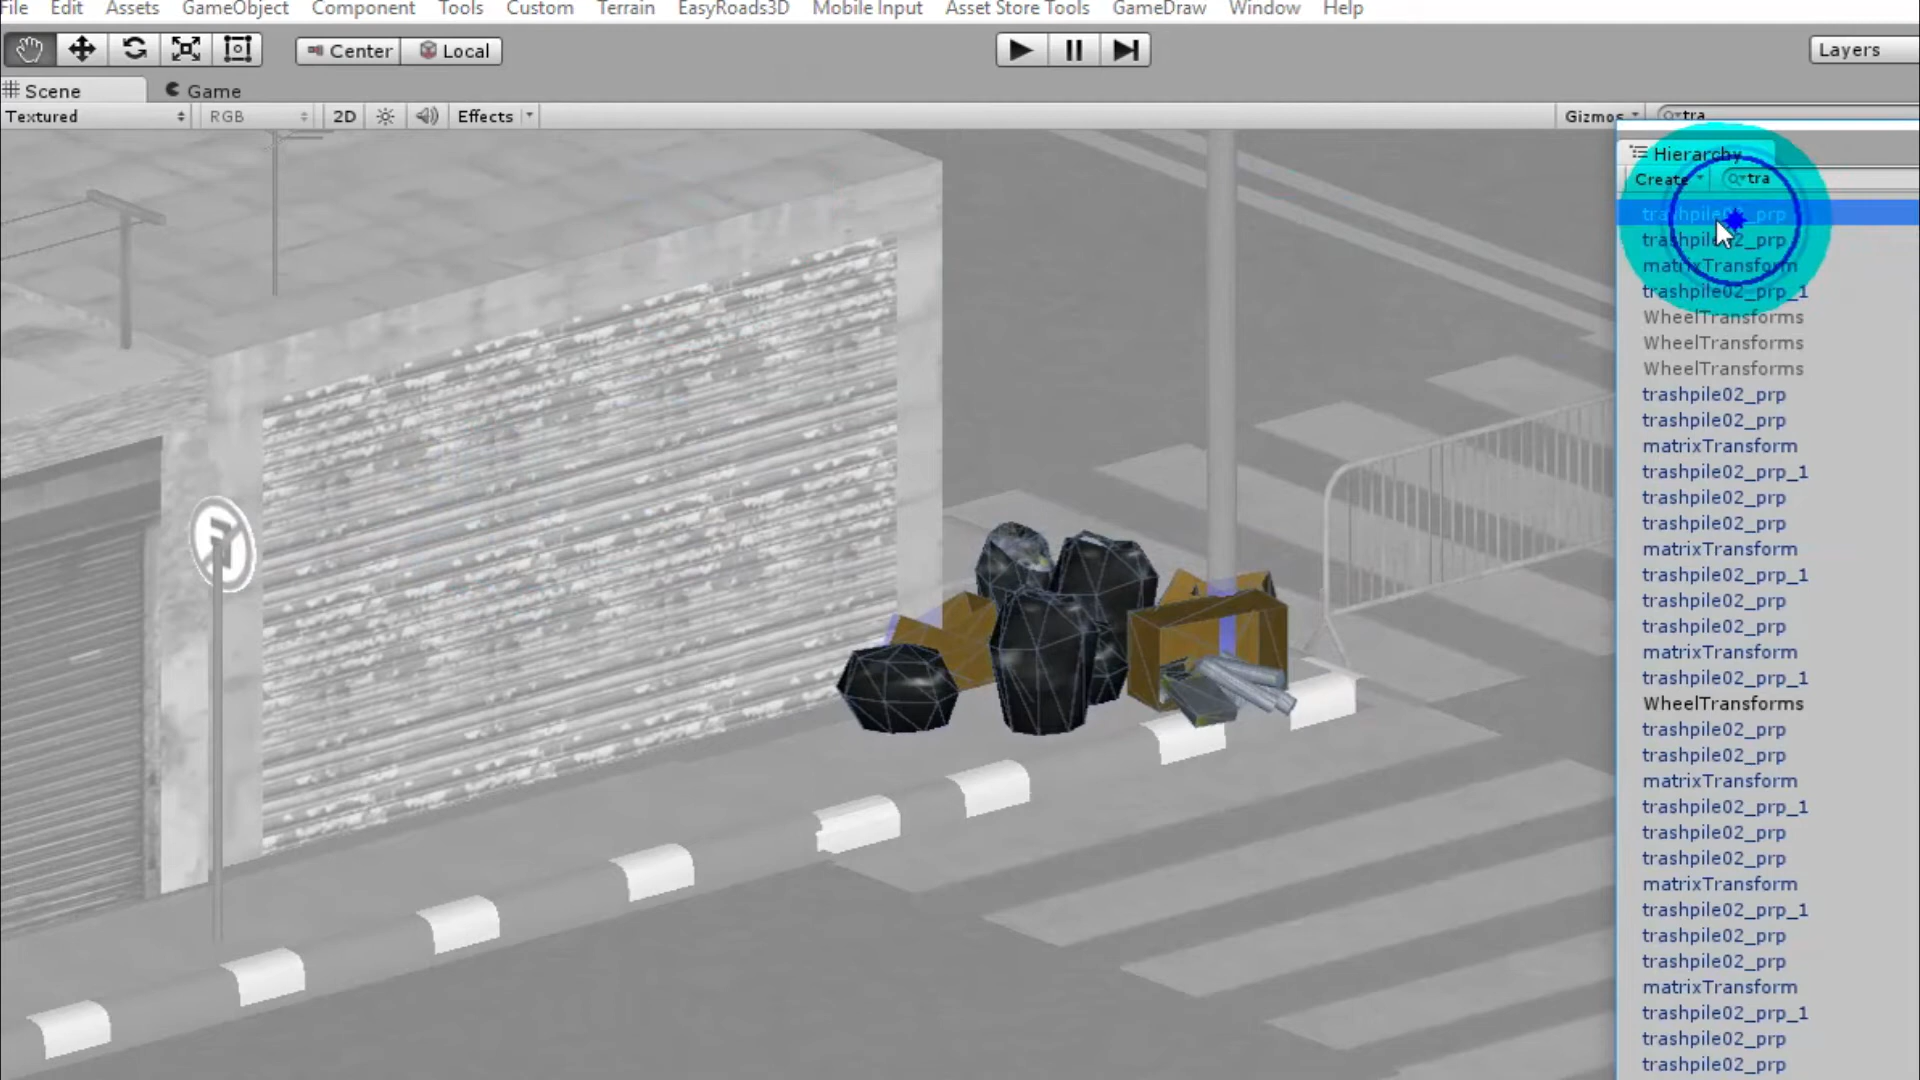 File Edit Assets GameObject Component Tools Custom Terrain EasyRoads3D Mobile Input Asset Store Tools GameDraw Window Help
Center Local Layers
Scene Game
Textured RGB 2D Effects Gizmos tra
Hierarchy
Create tra
trashpile02_prp
trashpile02_prp
matrixTransform
trashpile02_prp_1
WheelTransforms
WheelTransforms
WheelTransforms
trashpile02_prp
trashpile02_prp
matrixTransform
trashpile02_prp_1
trashpile02_prp
trashpile02_prp
matrixTransform
trashpile02_prp_1
trashpile02_prp
trashpile02_prp
matrixTransform
trashpile02_prp_1
WheelTransforms
trashpile02_prp
trashpile02_prp
matrixTransform
trashpile02_prp_1
trashpile02_prp
trashpile02_prp
matrixTransform
trashpile02_prp_1
trashpile02_prp
trashpile02_prp
matrixTransform
trashpile02_prp_1
trashpile02_prp
trashpile02_prp